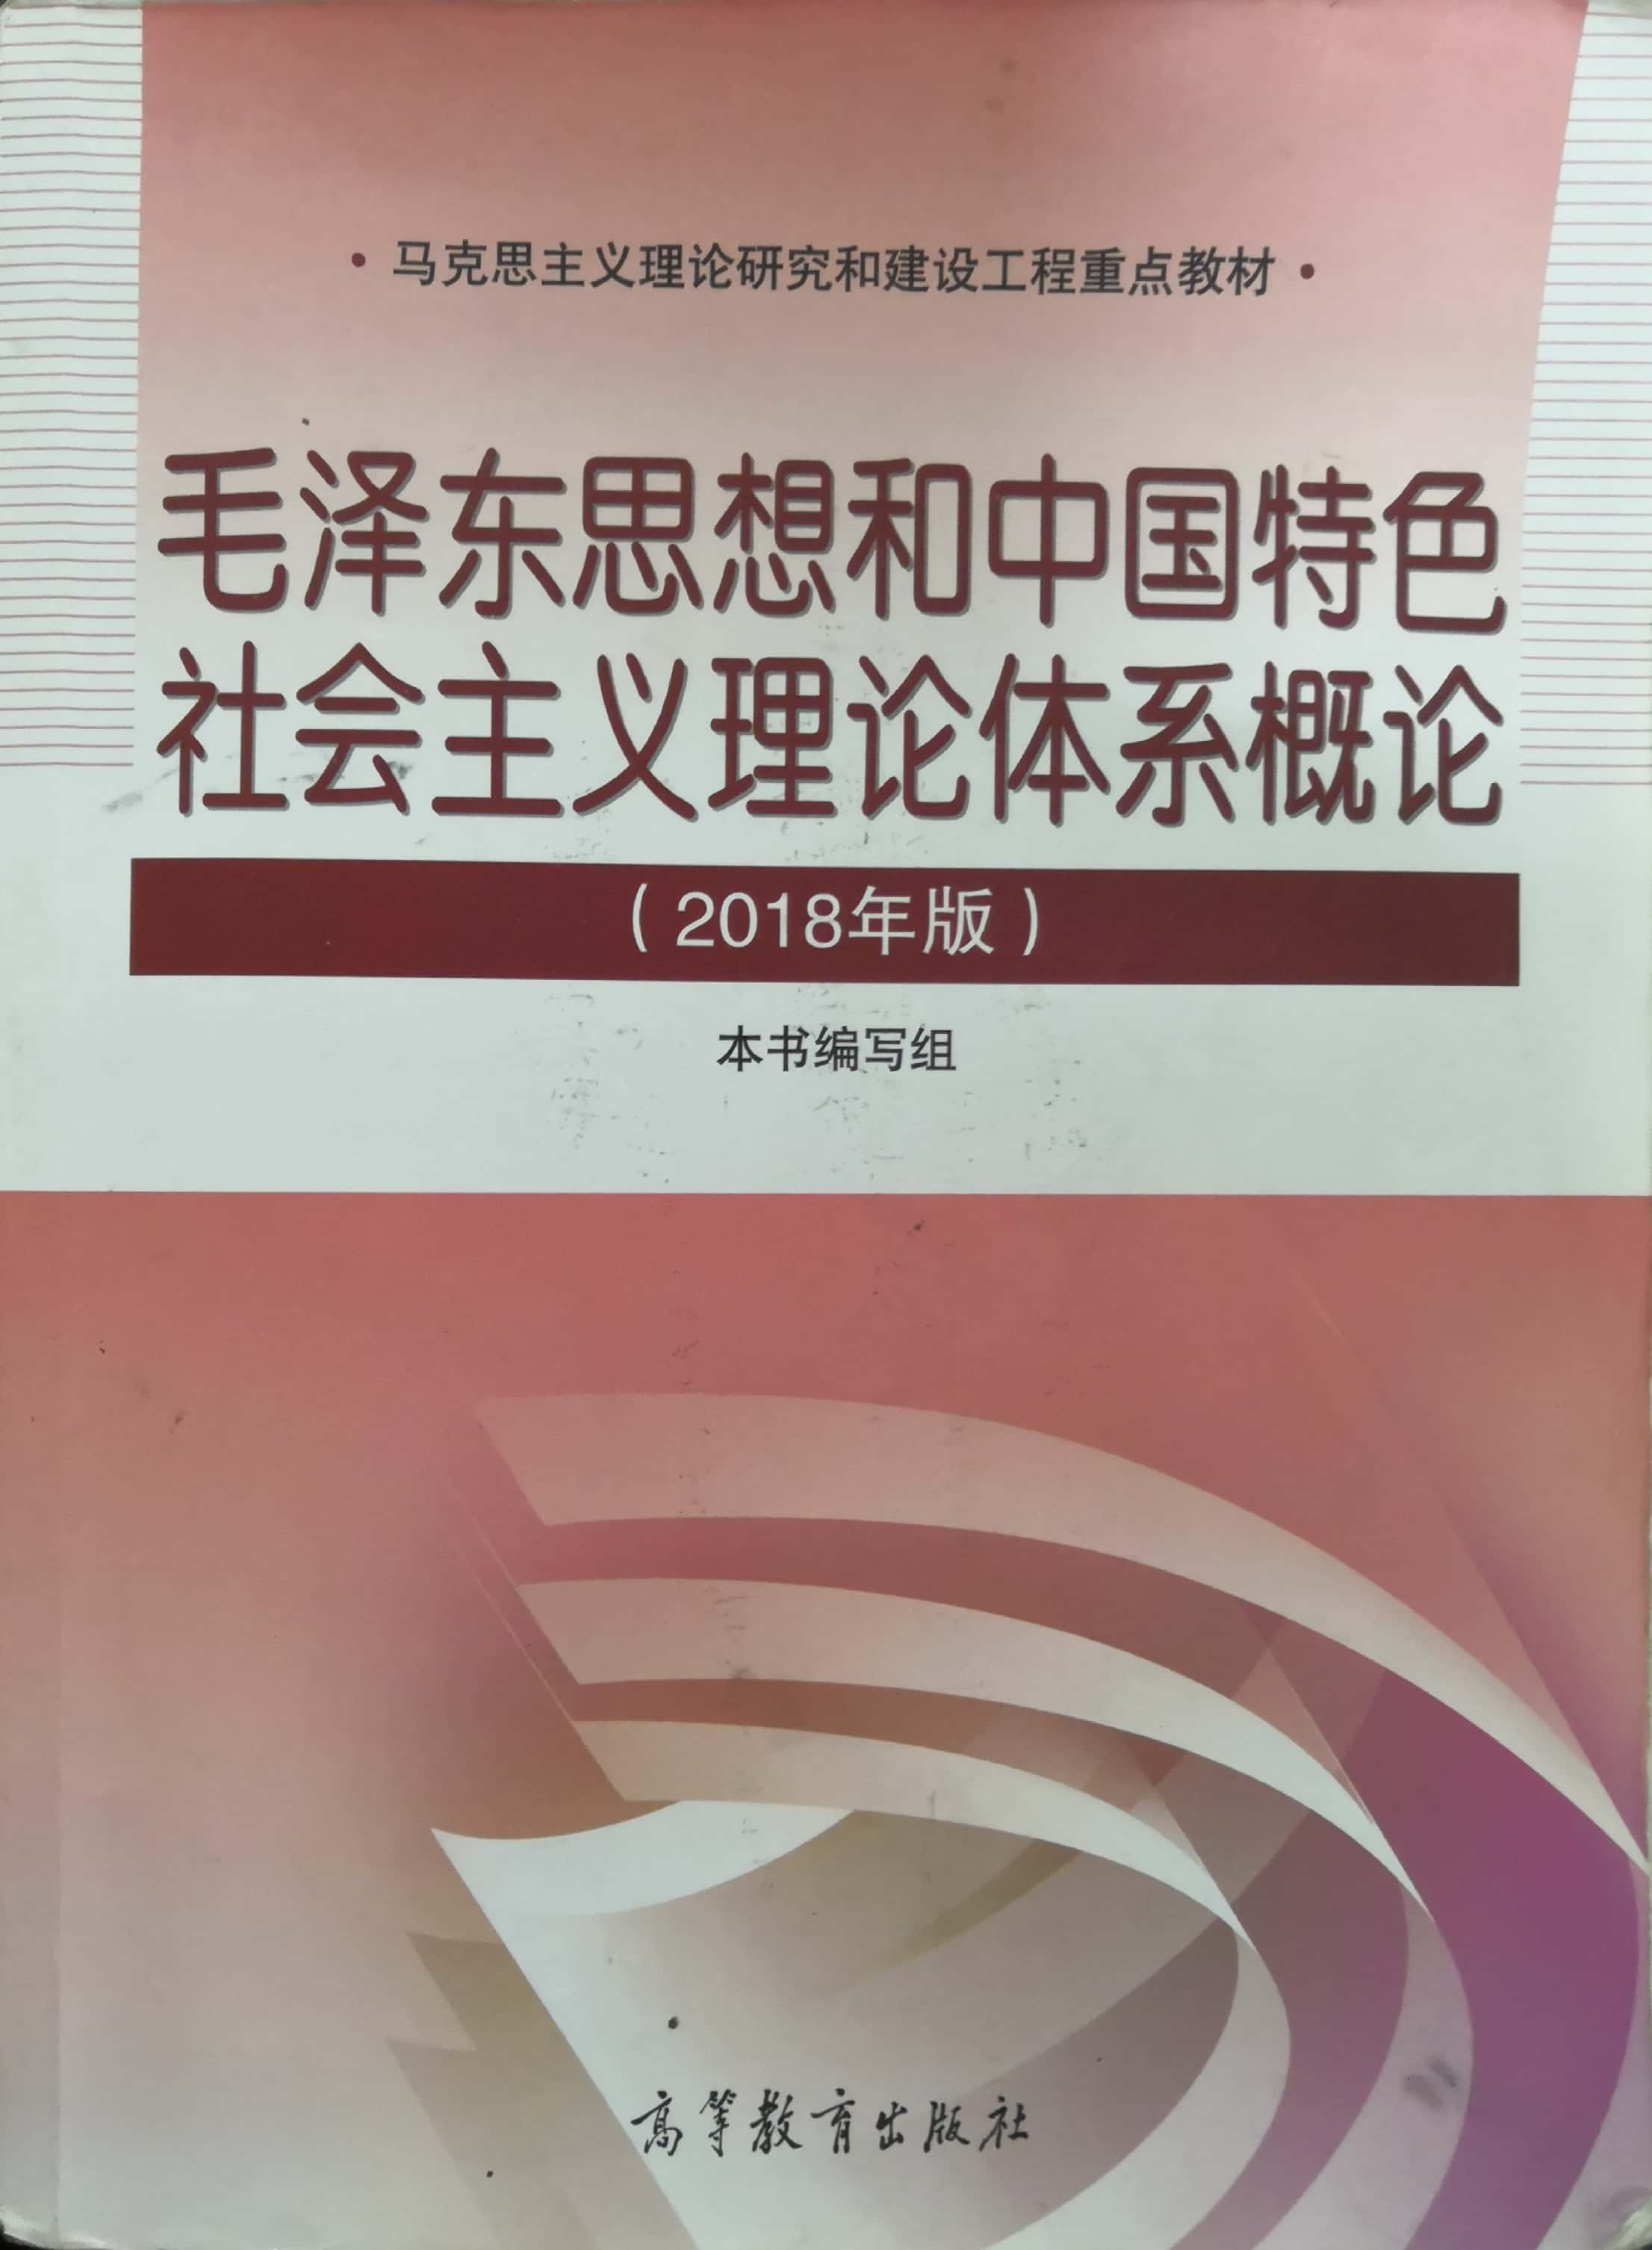 ·马克思主义理论研究和建设工程重点教材·
毛泽东思想和中国特色
社会主义理论体系概论
（2018年版）
本书编写组
高等教育出版社